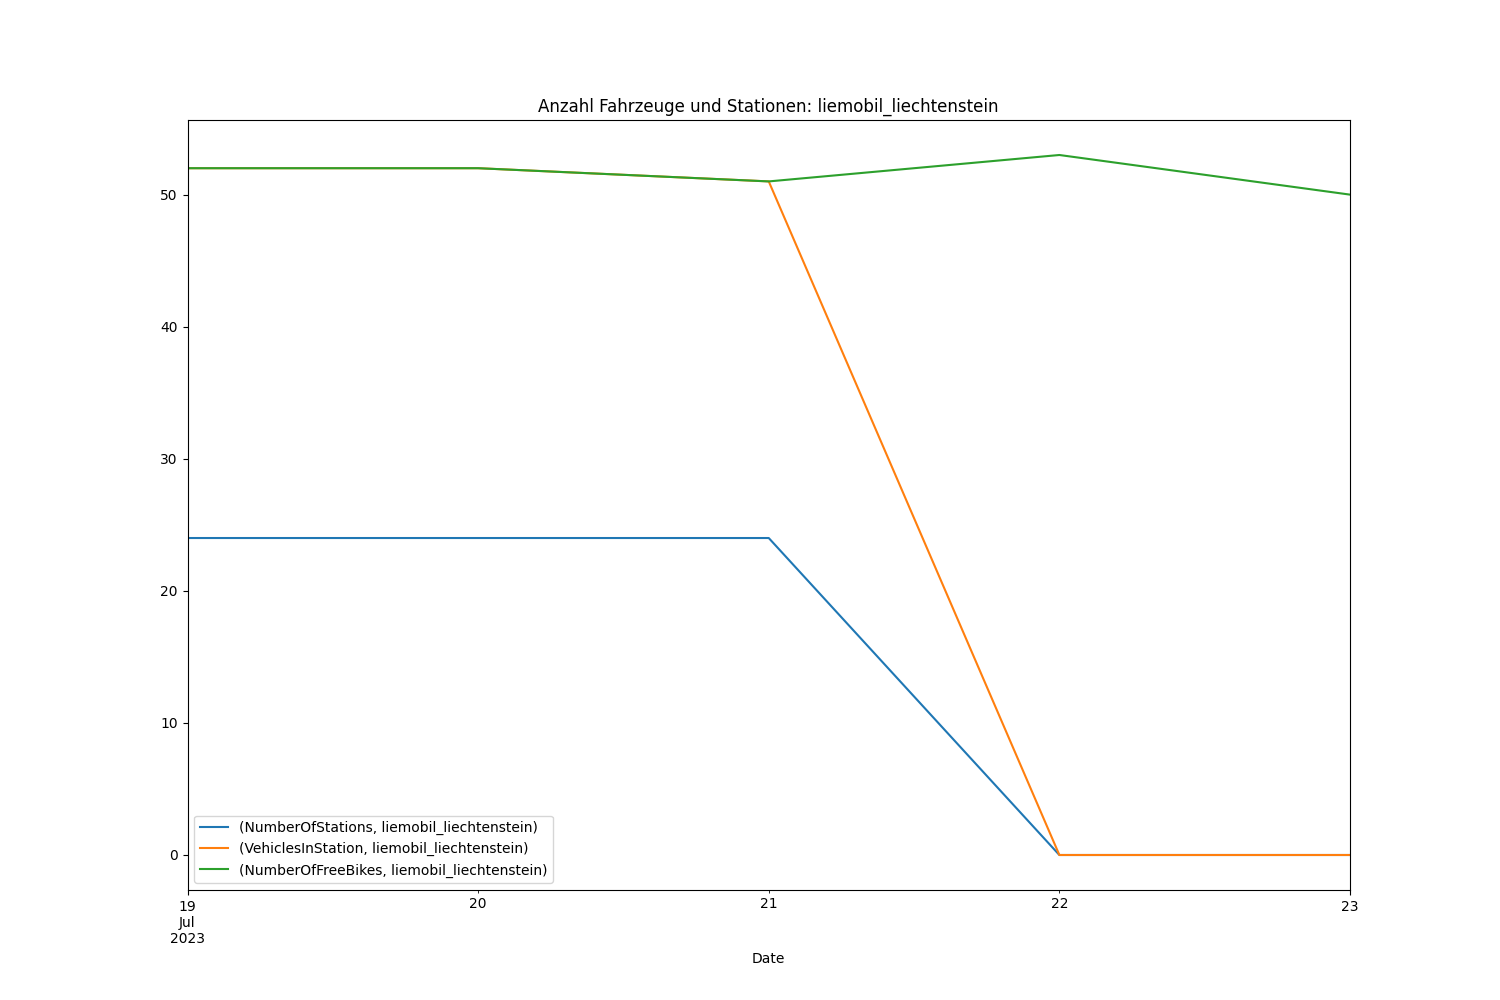 Anzahl Fahrzeuge und Stationen: liemobil_liechtenstein
50
40
30
20
10
0
(NumberOfStations, liemobil_liechtenstein)
(VehiclesInStation, liemobil_liechtenstein)
(NumberOfFreeBikes, liemobil_liechtenstein)
19 20 21 22 23
Jul
2023
Date